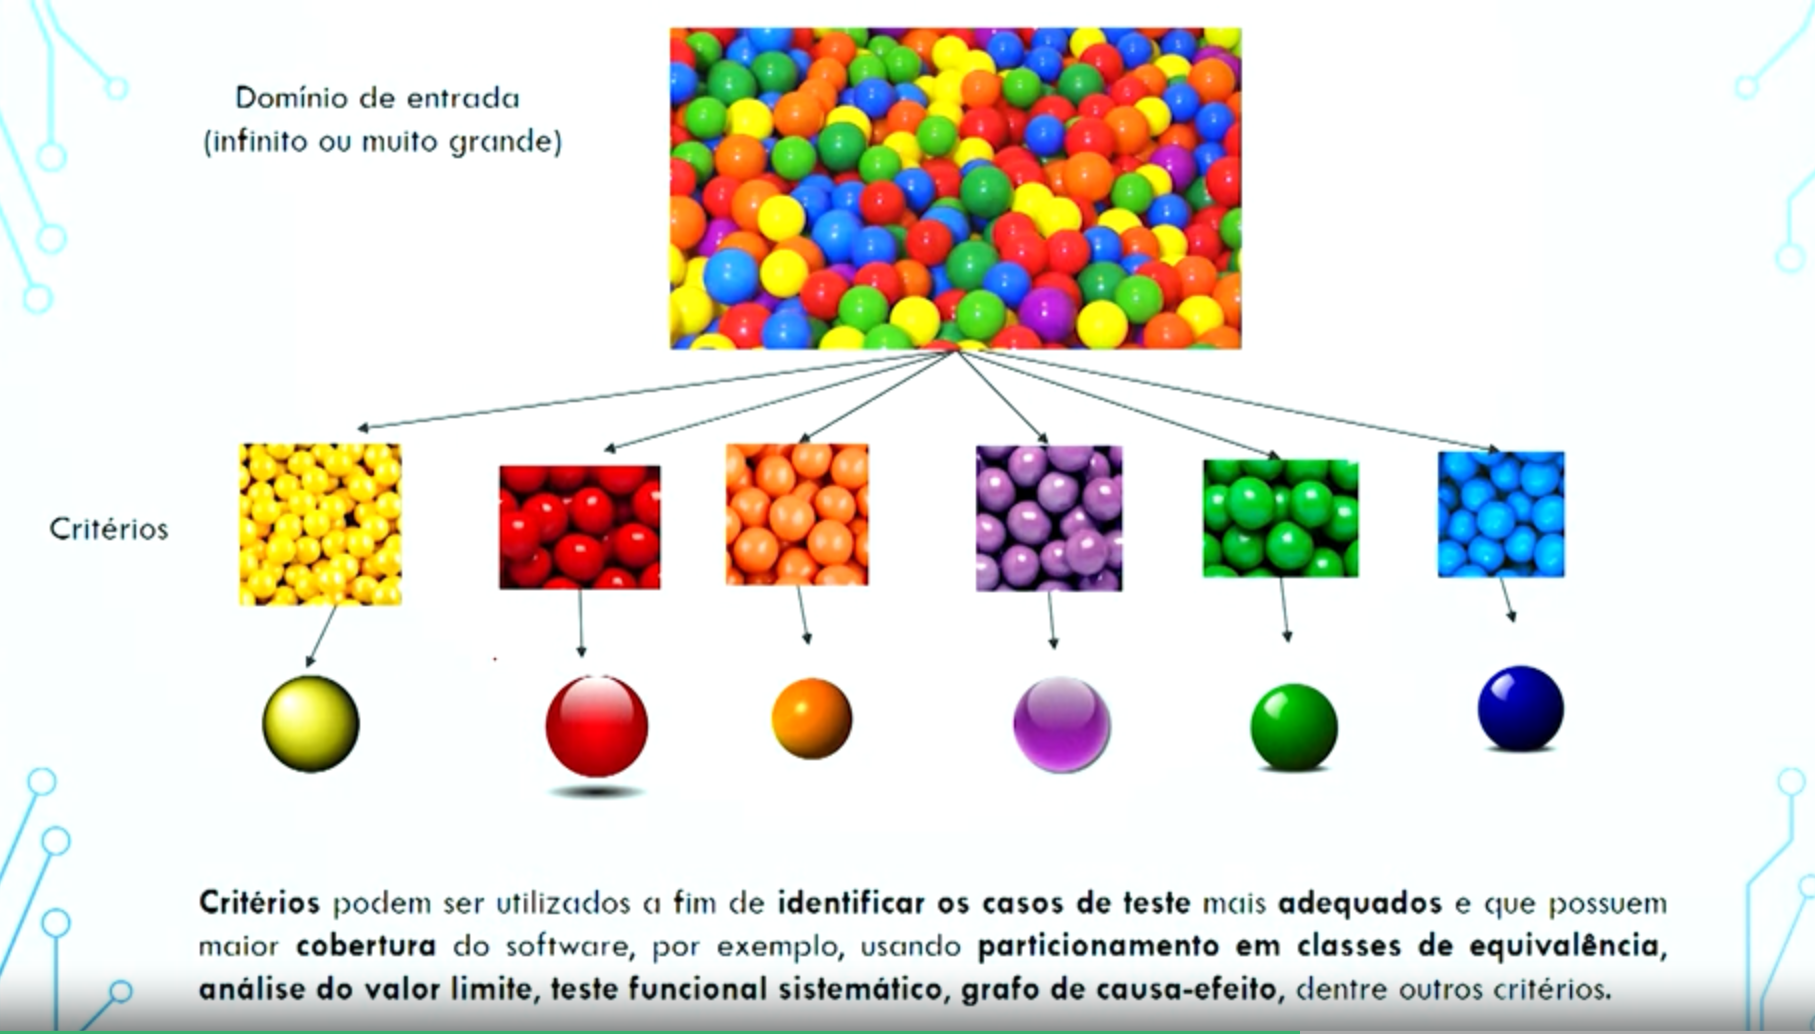 Domínio de entrada
(infinito ou muito grande)
Critérios
Critérios podem ser utilizados a fim de identificar os casos de teste mais adequados e que possuem
maior cobertura do software, por exemplo, usando particionamento em classes de equivalência,
análise do valor limite, teste funcional sistemático, grafo de causa-efeito, dentre outros critérios.